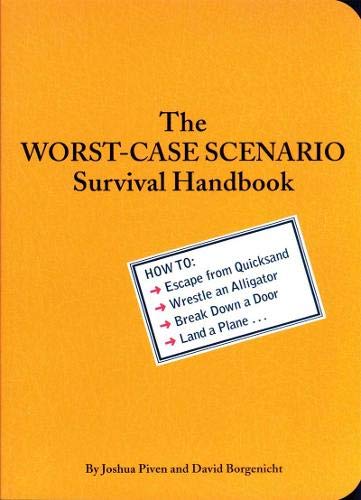 The
WORST-CASE SCENARIO
Survival Handbook
HOW TO:
→ Escape from Quicksand
→ Wrestle an Alligator
→ Break Down a Door
→ Land a Plane . . .
By Joshua Piven and David Borgenicht